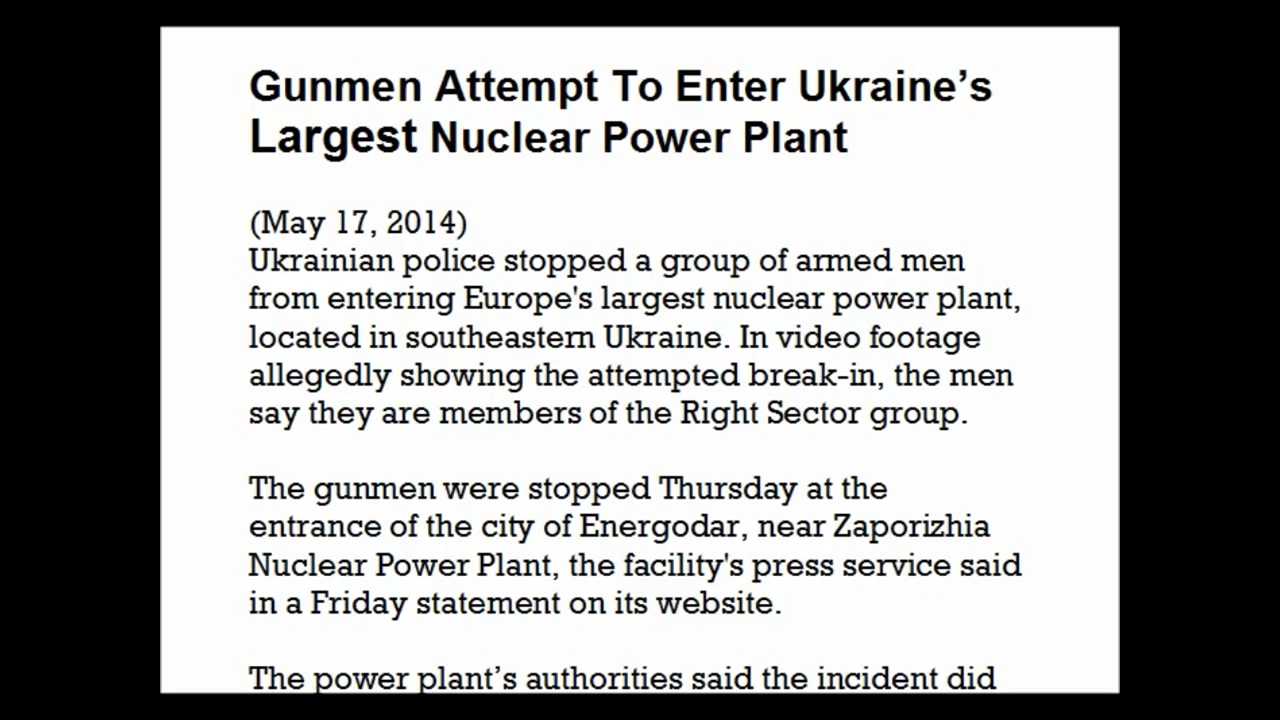 Gunmen Attempt To Enter Ukraine’s
Largest Nuclear Power Plant
(May 17, 2014)
Ukrainian police stopped a group of armed men
from entering Europe's largest nuclear power plant,
located in southeastern Ukraine. In video footage
allegedly showing the attempted break-in, the men
say they are members of the Right Sector group.
The gunmen were stopped Thursday at the
entrance of the city of Energodar, near Zaporizhia
Nuclear Power Plant, the facility's press service said
in a Friday statement on its website.
The power plant’s authorities said the incident did